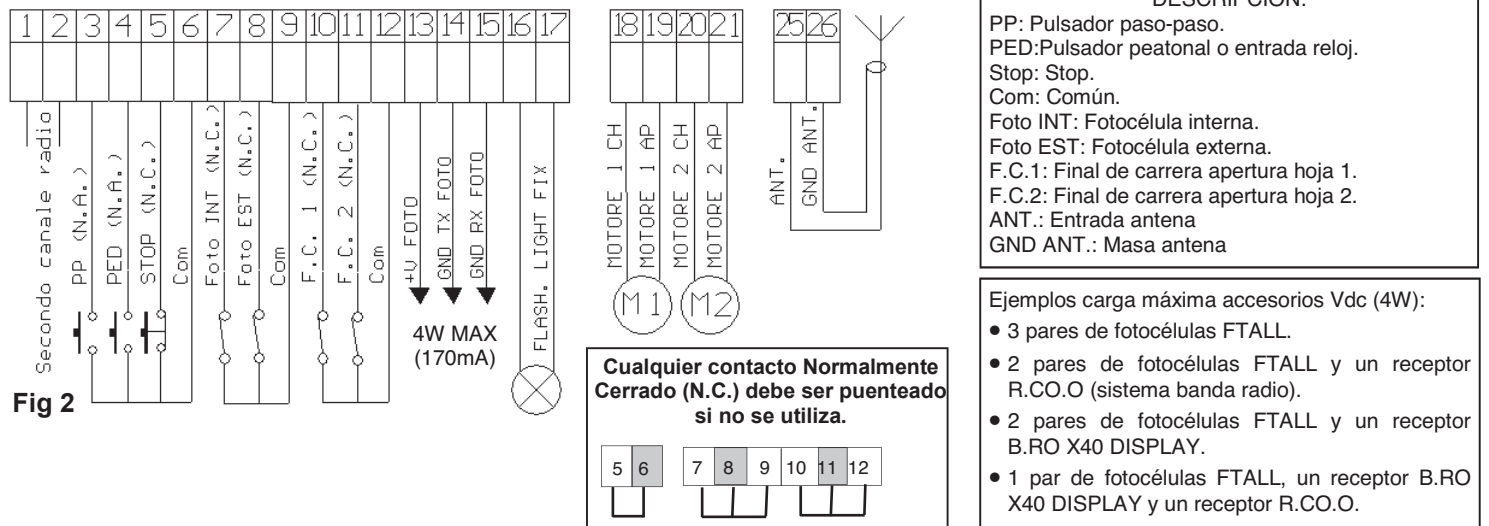 1 2 3 4 5 6 7 8 9 10 11 12 13 14 15 16 17
18 19 20 21
25 26
Secondo canale radio
PP (N.A.)
PED (N.A.)
STOP (N.C.)
Com
Foto INT (N.C.)
Foto EST (N.C.)
Com
F.C. 1 (N.C.)
F.C. 2 (N.C.)
Com
+V FOTO
GND TX FOTO
GND RX FOTO
FLASH. LIGHT FIX
4W MAX
(170mA)
Fig 2
MOTORE 1 CH
MOTORE 1 AP
MOTORE 2 CH
MOTORE 2 AP
M1
M2
ANT.
GND ANT.
Cualquier contacto Normalmente
Cerrado (N.C.) debe ser puenteado
si no se utiliza.
5 6 7 8 9 10 11 12
DESCRIPCIÓN:
PP: Pulsador paso-paso.
PED:Pulsador peatonal o entrada reloj.
Stop: Stop.
Com: Común.
Foto INT: Fotocélula interna.
Foto EST: Fotocélula externa.
F.C.1: Final de carrera apertura hoja 1.
F.C.2: Final de carrera apertura hoja 2.
ANT.: Entrada antena
GND ANT.: Masa antena
Ejemplos carga máxima accesorios Vdc (4W):
• 3 pares de fotocélulas FTALL.
• 2 pares de fotocélulas FTALL y un receptor
R.CO.O (sistema banda radio).
• 2 pares de fotocélulas FTALL y un receptor
B.RO X40 DISPLAY.
• 1 par de fotocélulas FTALL, un receptor B.RO
X40 DISPLAY y un receptor R.CO.O.